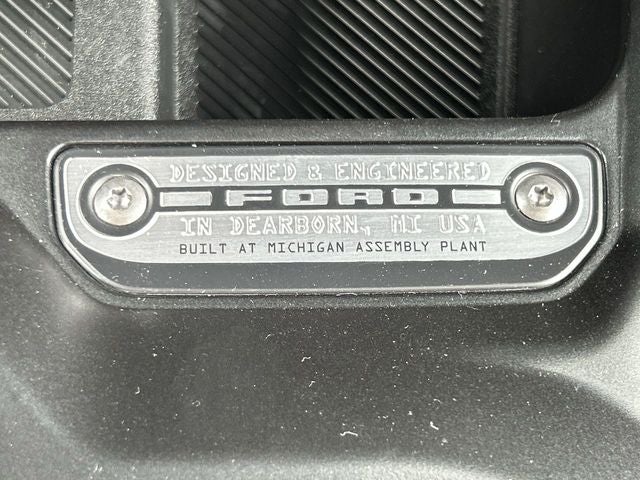 DESIGNED & ENGINEERED
FORD
IN DEARBORN, MI USA
BUILT AT MICHIGAN ASSEMBLY PLANT